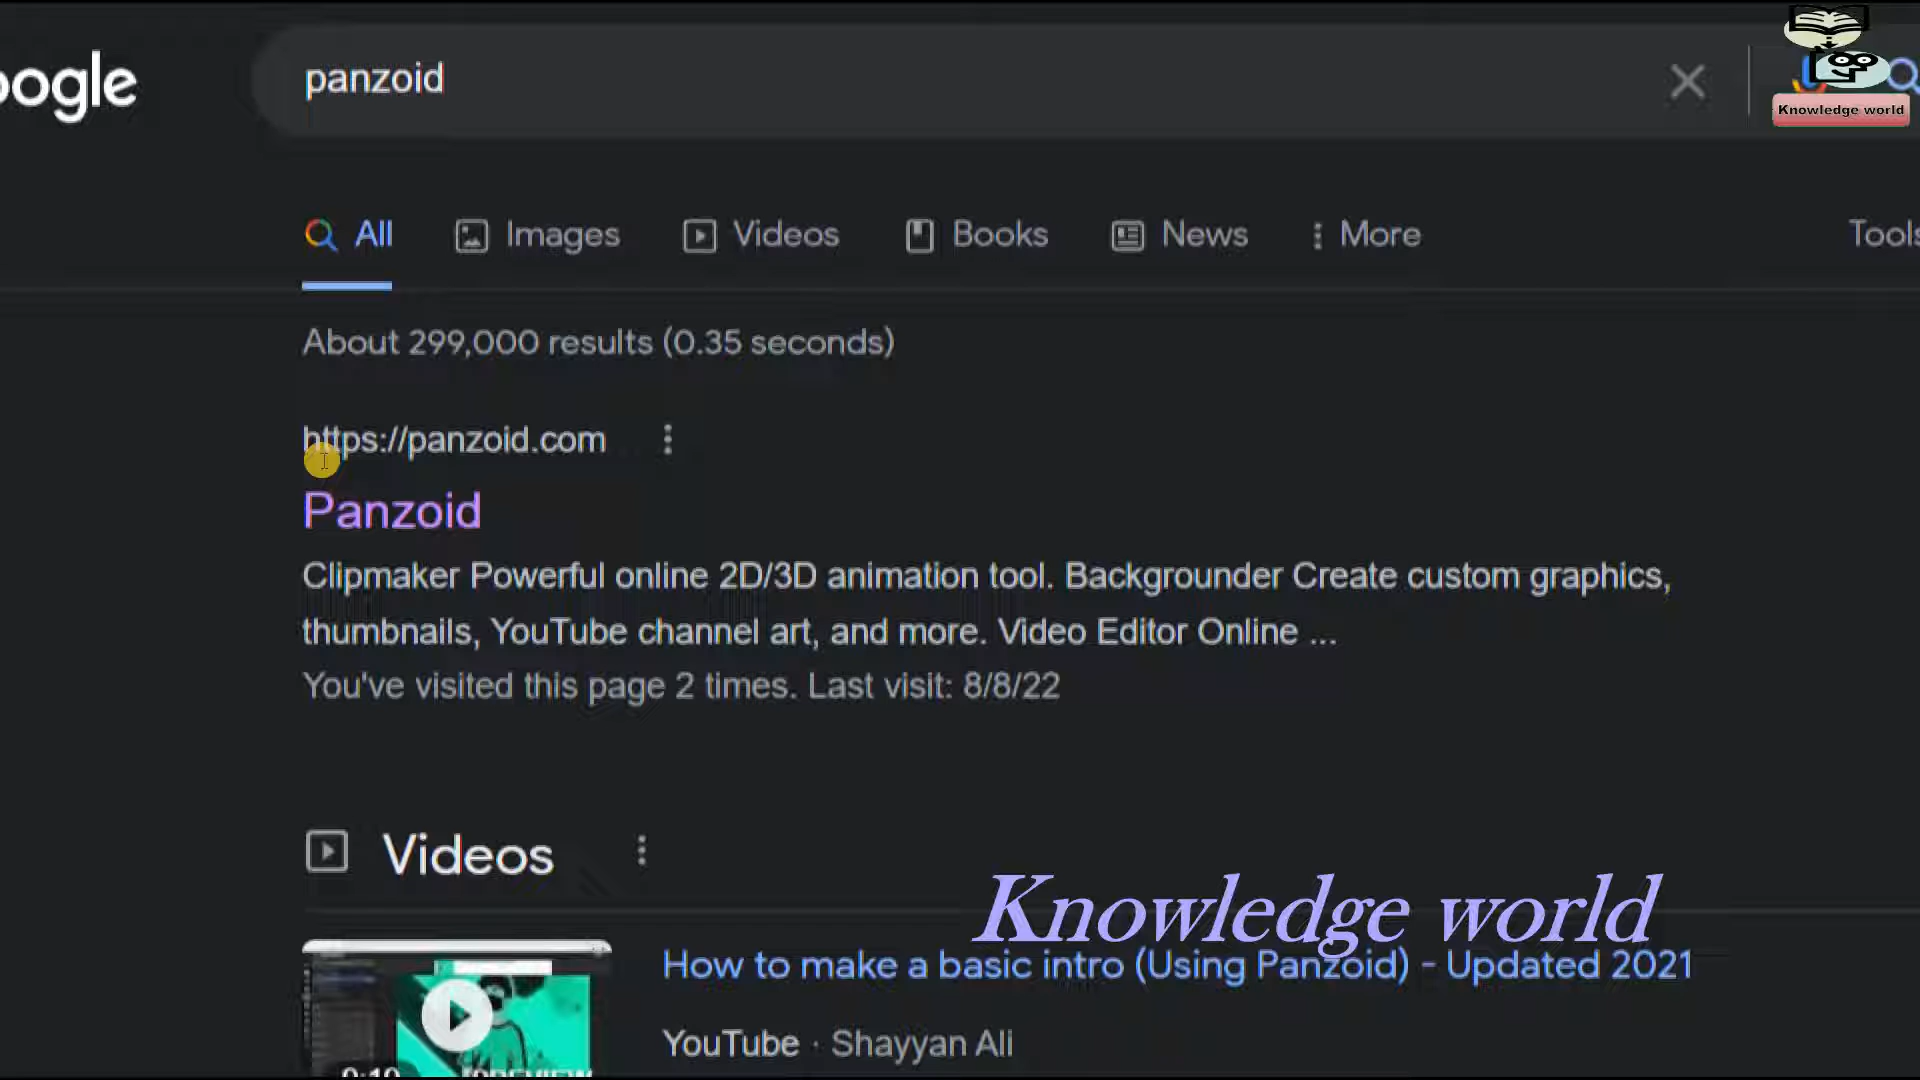 oogle
panzoid
Knowledge world
All
Images
Videos
Books
News
More
Tools
About 299,000 results (0.35 seconds)
https://panzoid.com
Panzoid
Clipmaker Powerful online 2D/3D animation tool. Backgrounder Create custom graphics,
thumbnails, YouTube channel art, and more. Video Editor Online ...
You've visited this page 2 times. Last visit: 8/8/22
Videos
Knowledge world
How to make a basic intro (Using Panzoid) - Updated 2021
YouTube · Shayyan Ali